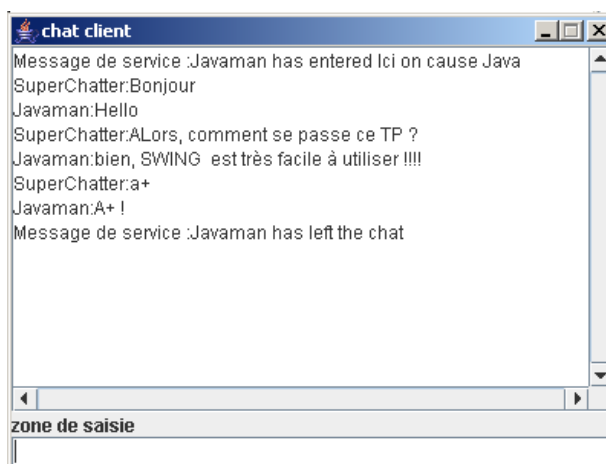 chat client
Message de service :Javaman has entered Ici on cause Java
SuperChatter:Bonjour
Javaman:Hello
SuperChatter:ALors, comment se passe ce TP ?
Javaman:bien, SWING  est très facile à utiliser !!!!
SuperChatter:a+
Javaman:A+ !
Message de service :Javaman has left the chat
zone de saisie